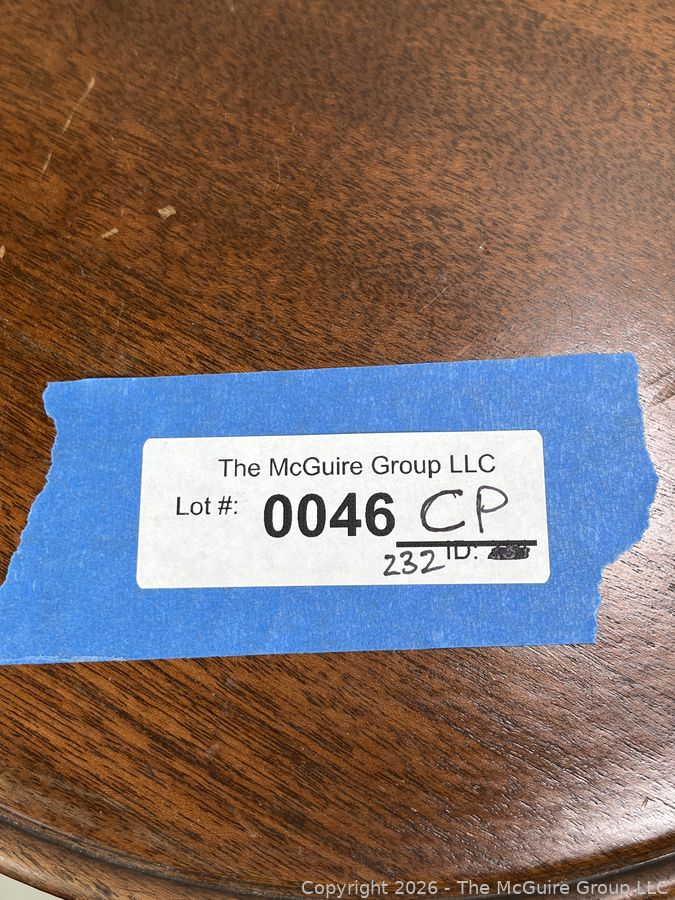 The McGuire Group LLC
Lot #: 0046 CP
232 ID:
Copyright 2026 - The McGuire Group LLC